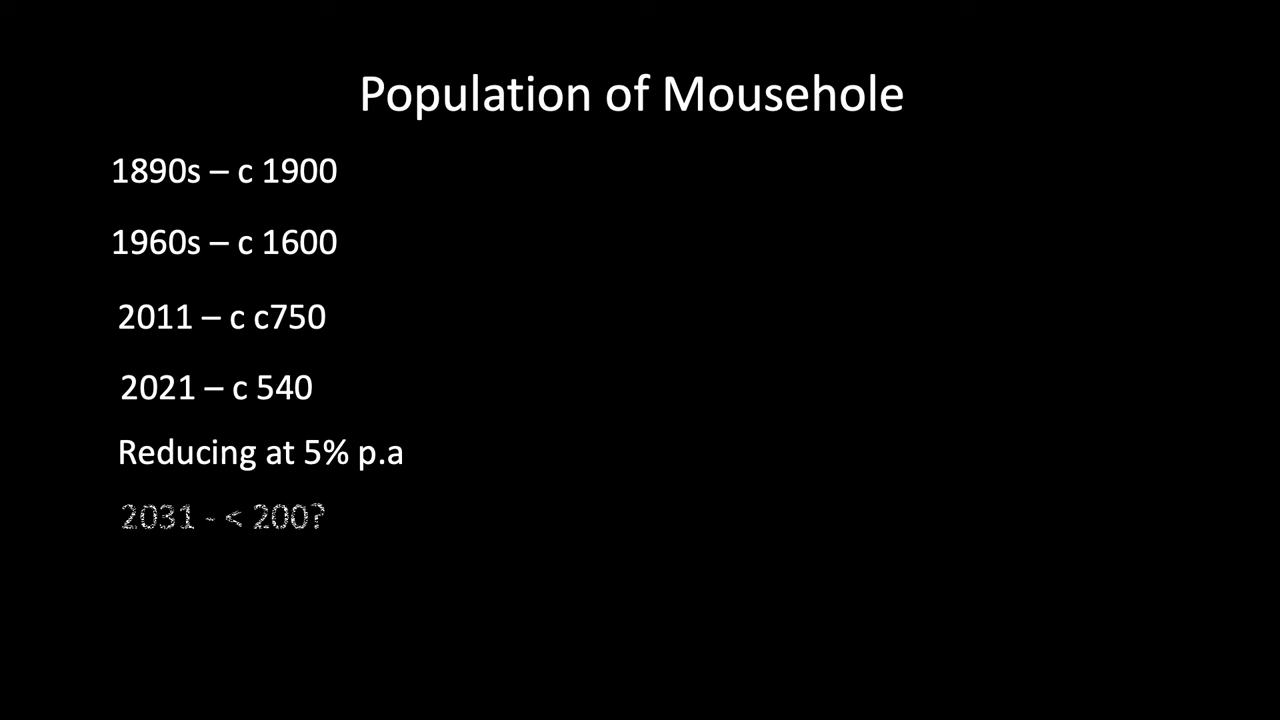 Population of Mousehole
1890s – c 1900
1960s – c 1600
2011 – c c750
2021 – c 540
Reducing at 5% p.a
2031 - < 200?